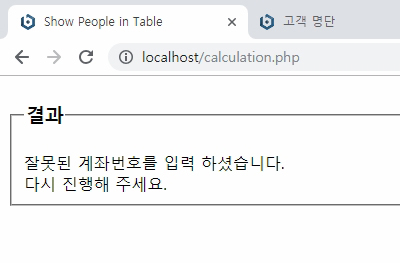 Show People in Table
고객 명단
localhost/calculation.php
결과
잘못된 계좌번호를 입력 하셨습니다.
다시 진행해 주세요.